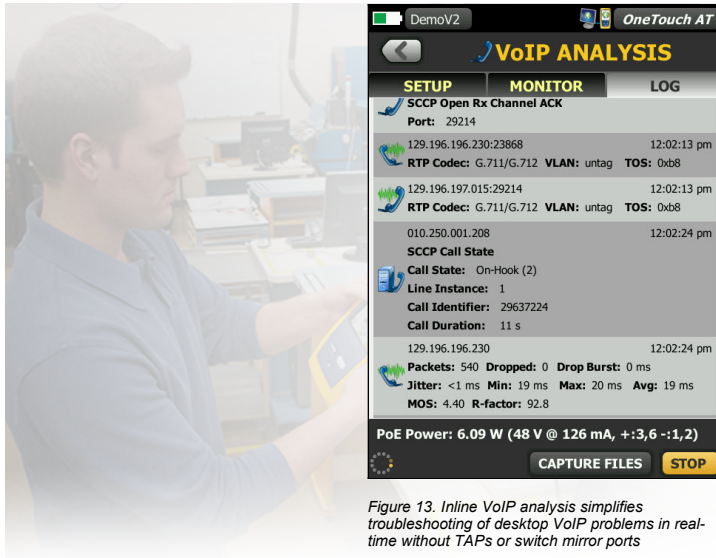 DemoV2
OneTouch AT
VoIP ANALYSIS
SETUP MONITOR LOG
SCCP Open Rx Channel ACK
Port: 29214
129.196.196.230:23868 12:02:13 pm
RTP Codec: G.711/G.712 VLAN: untag TOS: 0xb8
129.196.197.015:29214 12:02:13 pm
RTP Codec: G.711/G.712 VLAN: untag TOS: 0xb8
010.250.001.208 12:02:24 pm
SCCP Call State
Call State: On-Hook (2)
Line Instance: 1
Call Identifier: 29637224
Call Duration: 11 s
129.196.196.230 12:02:24 pm
Packets: 540 Dropped: 0 Drop Burst: 0 ms
Jitter: <1 ms Min: 19 ms Max: 20 ms Avg: 19 ms
MOS: 4.40 R-factor: 92.8
PoE Power: 6.09 W (48 V @ 126 mA, +:3,6 -:1,2)
CAPTURE FILES STOP
Figure 13. Inline VoIP analysis simplifies
troubleshooting of desktop VoIP problems in real-
time without TAPs or switch mirror ports